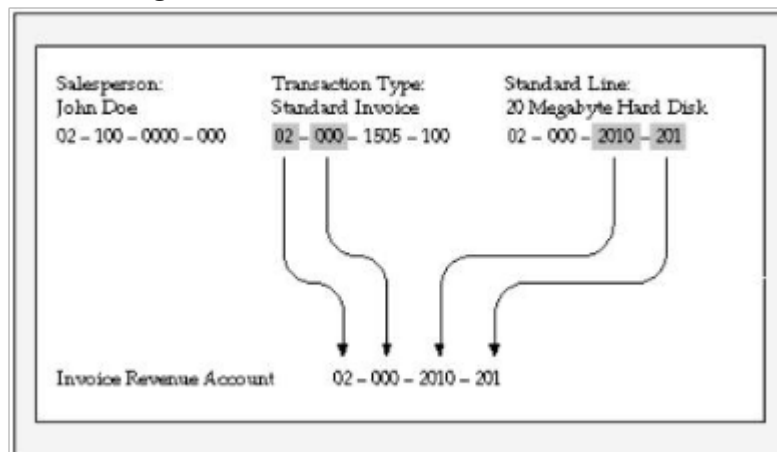 Salesperson:
John Doe
02 – 100 – 0000 – 000
Transaction Type:
Standard Invoice
02 – 000 – 1505 – 100
Standard Line:
20 Megabyte Hard Disk
02 – 000 – 2010 – 201
Invoice Revenue Account 02 – 000 – 2010 – 201